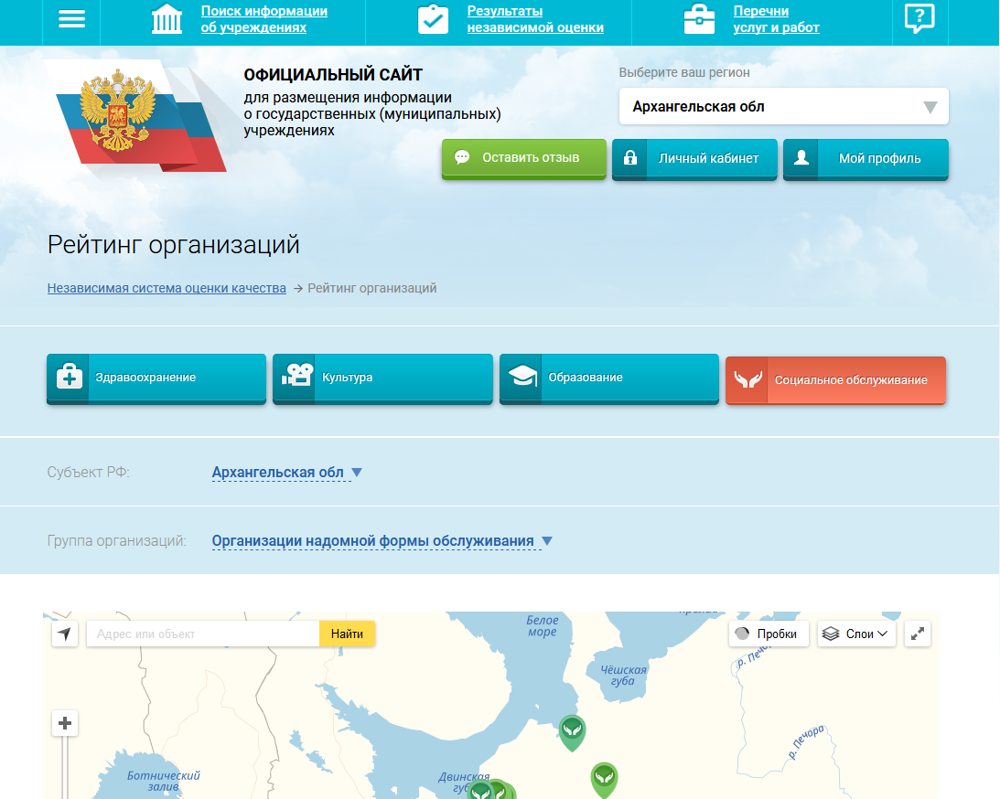 Поиск информации
об учреждениях
Результаты
независимой оценки
Перечни
услуг и работ
ОФИЦИАЛЬНЫЙ САЙТ
для размещения информации
о государственных (муниципальных)
учреждениях
Выберите ваш регион
Архангельская обл
Оставить отзыв
Личный кабинет
Мой профиль
Рейтинг организаций
Независимая система оценки качества → Рейтинг организаций
Здравоохранение
Культура
Образование
Социальное обслуживание
Субъект РФ:
Архангельская обл
Группа организаций:
Организации надомной формы обслуживания
Адрес или объект
Найти
Пробки
Слои
Белое
море
Чёшская
губа
р. Печо
р. Печора
Ботнический
залив
Двинская
губ